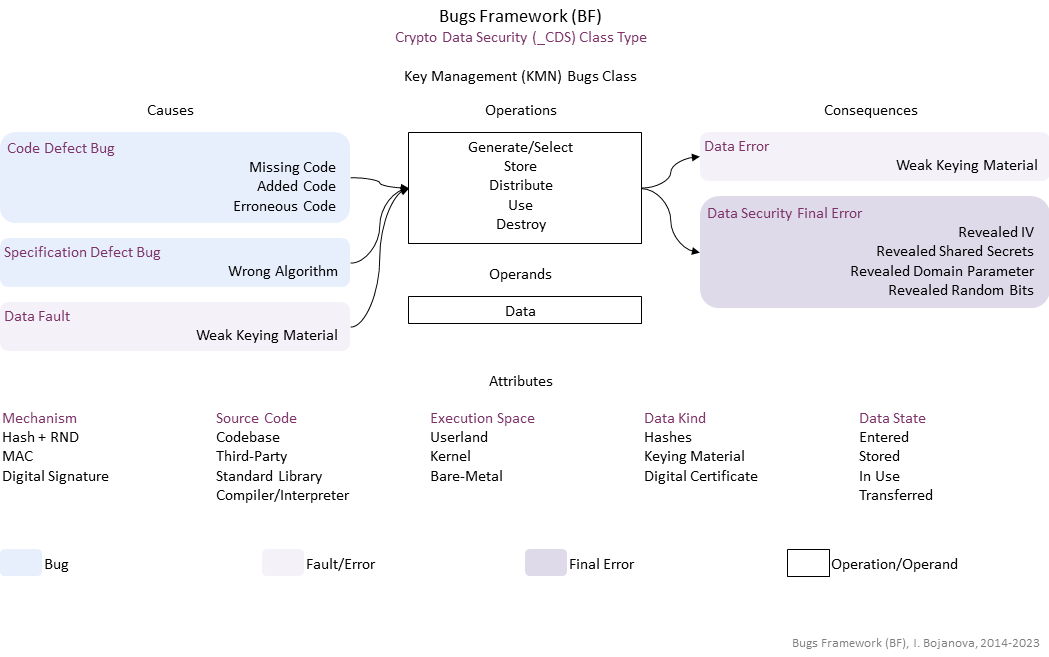 Bugs Framework (BF)
Crypto Data Security (_CDS) Class Type
Key Management (KMN) Bugs Class
Causes
Code Defect Bug
Missing Code
Added Code
Erroneous Code
Specification Defect Bug
Wrong Algorithm
Data Fault
Weak Keying Material
Operations
Generate/Select
Store
Distribute
Use
Destroy
Operands
Data
Consequences
Data Error
Weak Keying Material
Data Security Final Error
Revealed IV
Revealed Shared Secrets
Revealed Domain Parameter
Revealed Random Bits
Attributes
Mechanism
Hash + RND
MAC
Digital Signature
Source Code
Codebase
Third-Party
Standard Library
Compiler/Interpreter
Execution Space
Userland
Kernel
Bare-Metal
Data Kind
Hashes
Keying Material
Digital Certificate
Data State
Entered
Stored
In Use
Transferred
Bug
Fault/Error
Final Error
Operation/Operand
Bugs Framework (BF), I. Bojanova, 2014-2023